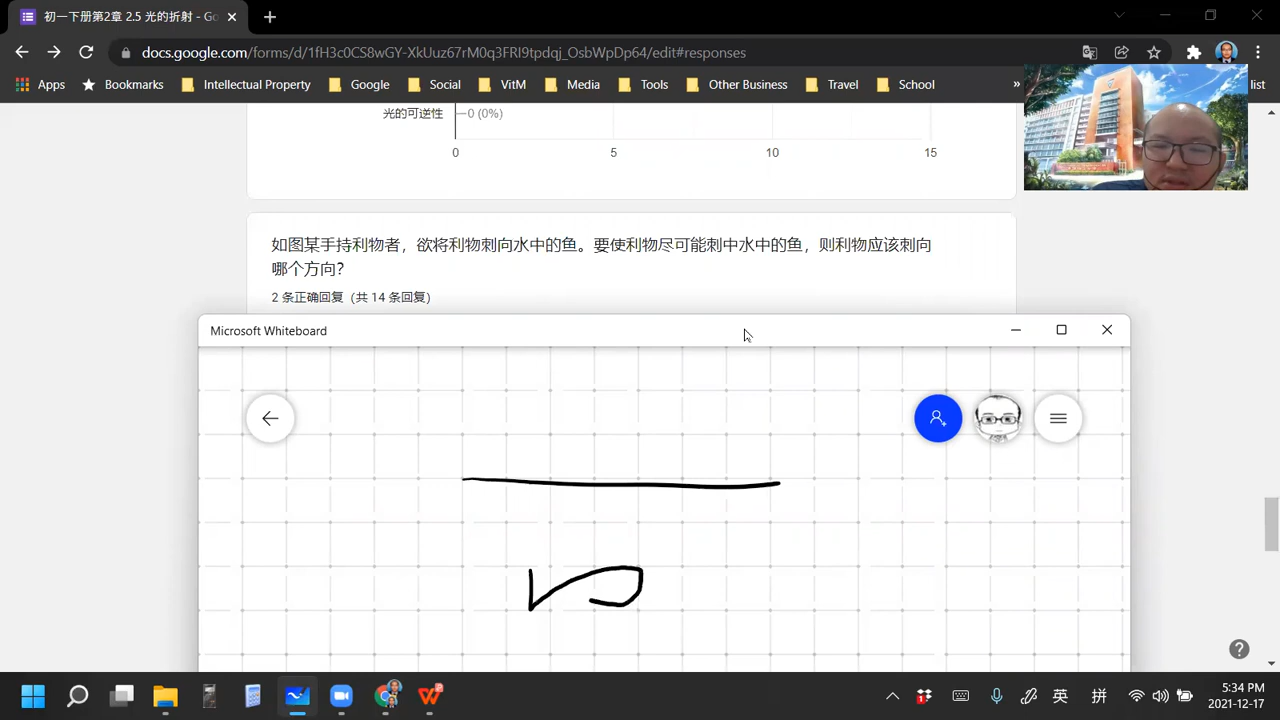 初一下册第2章 2.5 光的折射 - Go
docs.google.com/forms/d/1fH3c0CS8wGY-XkUuz67rM0q3FRI9tpdqj_OsbWpDp64/edit#responses
Apps
Bookmarks
Intellectual Property
Social
VitM
Media
Tools
Other Business
Travel
School
»
list
光的可逆性
0 (0%)
0
5
10
15
如图某手持利物者，欲将利物刺向水中的鱼。要使利物尽可能刺中水中的鱼，则利物应该刺向
哪个方向?
2 条正确回复（共 14 条回复）
Microsoft Whiteboard
英
拼
5:34 PM
2021-12-17